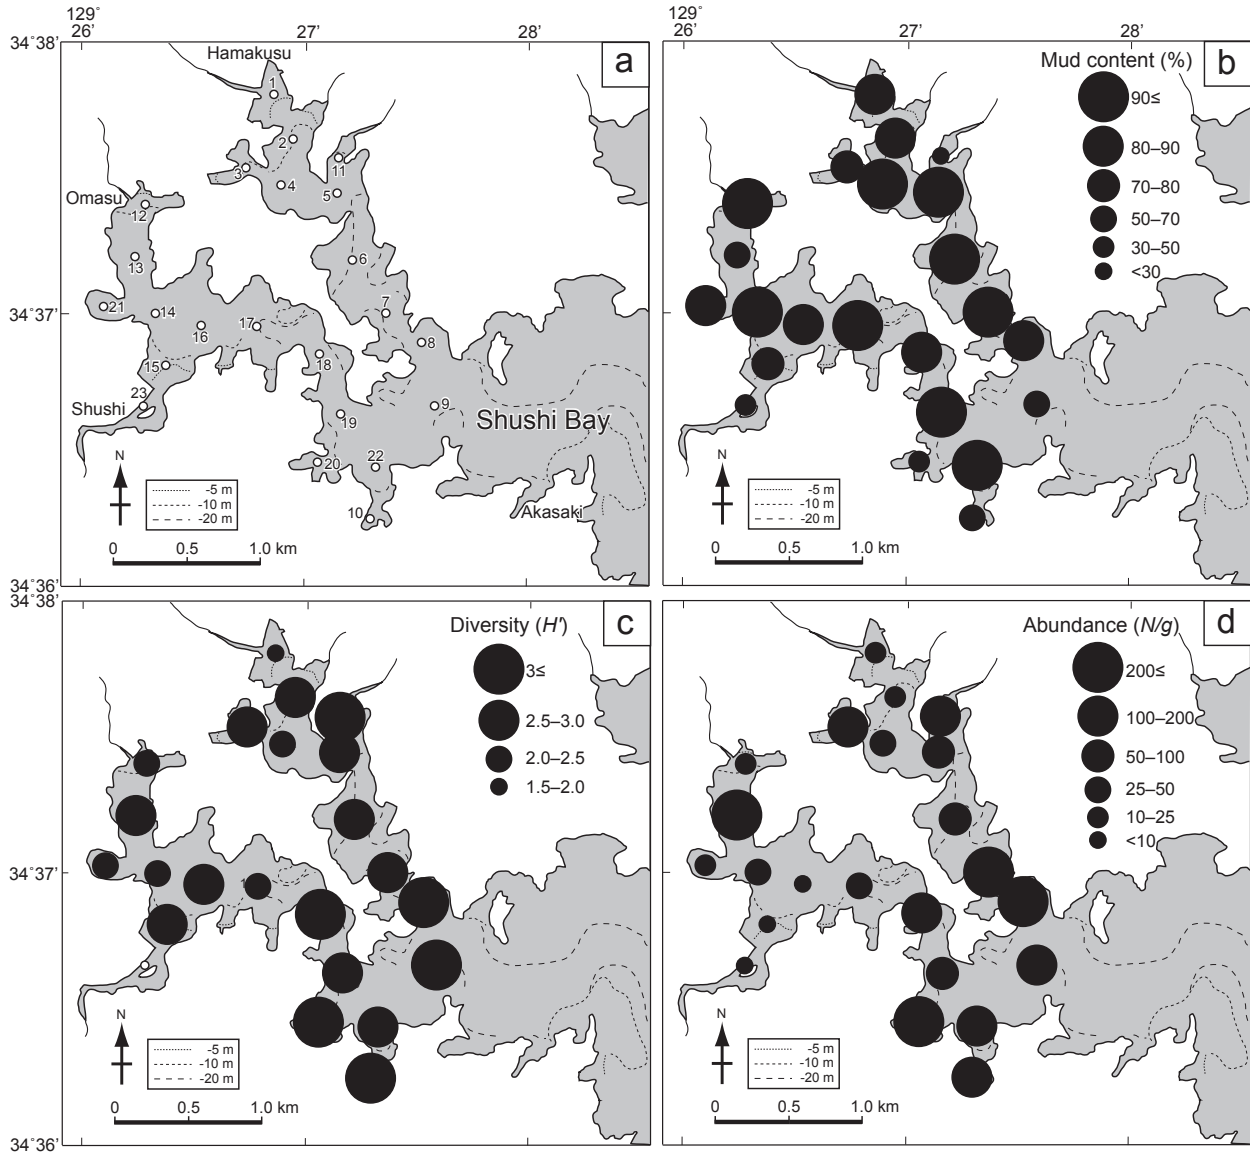 129°
26' 27' 28'
129°
26' 27' 28'
34°38'
34°37'
34°36'
a
Hamakusu
1
2
3
4
5
11
Omasu
12
13
6
21
14
16
17
7
8
18
15
23
Shushi
9
Shushi Bay
19
20
22
10
Akasaki
N
-5 m
-10 m
-20 m
0 0.5 1.0 km
b
Mud content (%)
90≤
80–90
70–80
50–70
30–50
<30
N
-5 m
-10 m
-20 m
0 0.5 1.0 km
34°38'
34°37'
34°36'
c
Diversity (H')
3≤
2.5–3.0
2.0–2.5
1.5–2.0
N
-5 m
-10 m
-20 m
0 0.5 1.0 km
d
Abundance (N/g)
200≤
100–200
50–100
25–50
10–25
<10
N
-5 m
-10 m
-20 m
0 0.5 1.0 km